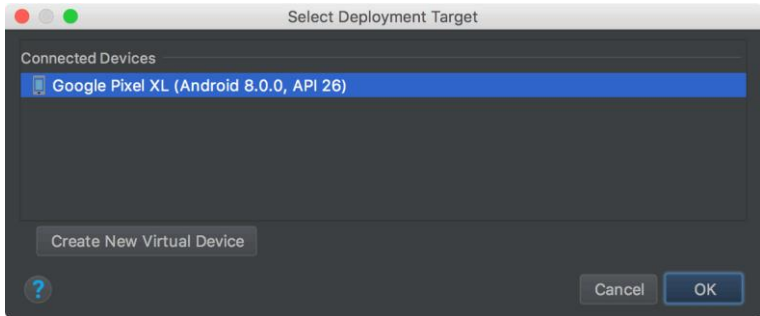 Select Deployment Target
Connected Devices
Google Pixel XL (Android 8.0.0, API 26)
Create New Virtual Device
?
Cancel
OK